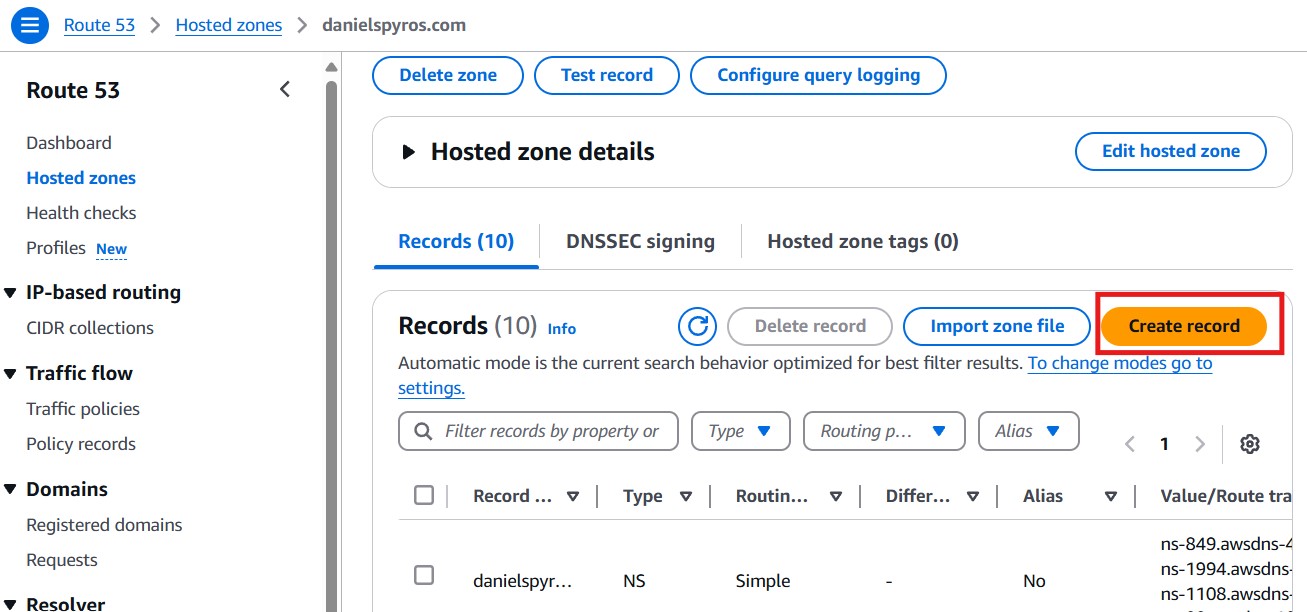 Route 53 > Hosted zones > danielspyros.com
Route 53
Dashboard
Hosted zones
Health checks
Profiles New
IP-based routing
CIDR collections
Traffic flow
Traffic policies
Policy records
Domains
Registered domains
Requests
Resolver
Delete zone Test record Configure query logging
Hosted zone details Edit hosted zone
Records (10) DNSSEC signing Hosted zone tags (0)
Records (10) Info Delete record Import zone file Create record
Automatic mode is the current search behavior optimized for best filter results. To change modes go to
settings.
Filter records by property or Type Routing p... Alias 1
Record ... Type Routin... Differ... Alias Value/Route tra
ns-849.awsdns-4
danielspyr... NS Simple - No ns-1994.awsdns-
ns-1108.awsdns-